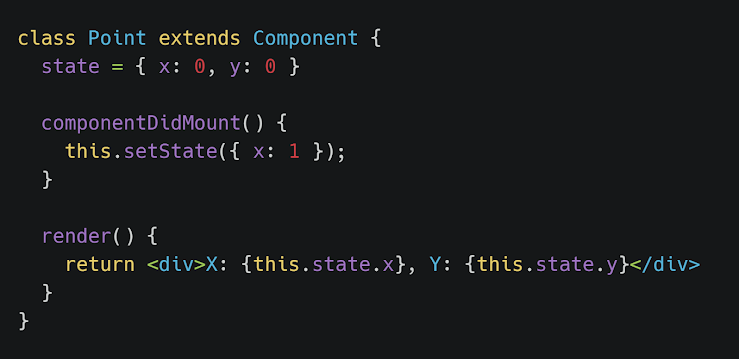 class Point extends Component {
  state = { x: 0, y: 0 }

  componentDidMount() {
    this.setState({ x: 1 });
  }

  render() {
    return <div>X: {this.state.x}, Y: {this.state.y}</div>
  }
}